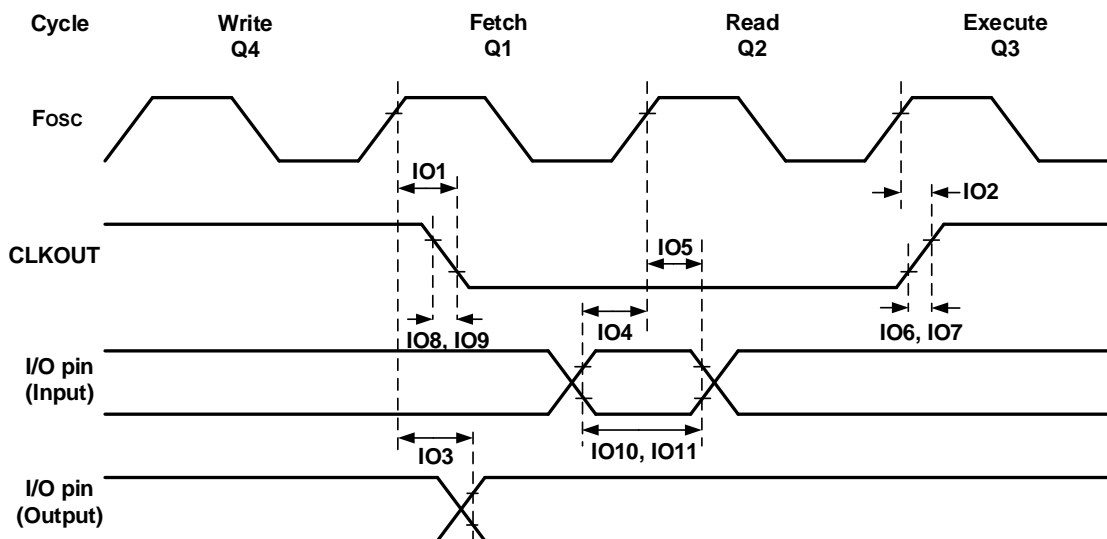 Cycle Write Fetch Read Execute
Q4 Q1 Q2 Q3
Fosc
IO1
IO2
CLKOUT
IO5
IO4
IO8, IO9
IO6, IO7
I/O pin
(Input)
IO10, IO11
IO3
I/O pin
(Output)